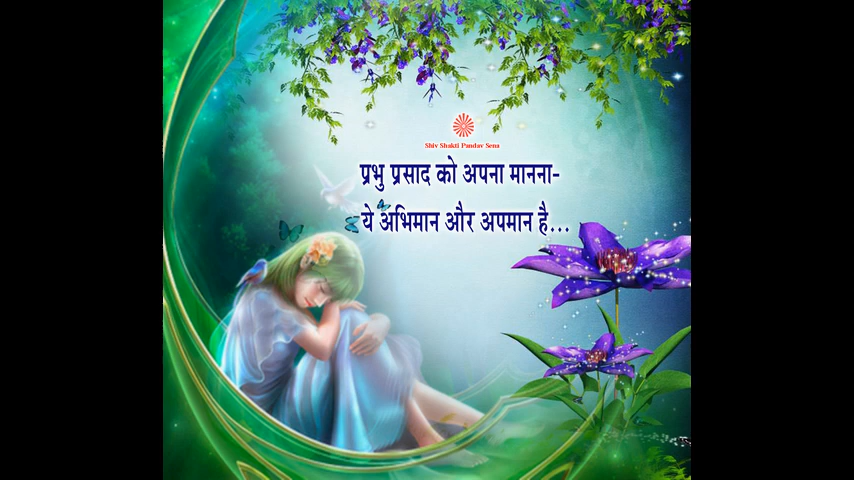 Shiv Shakti Pandav Sena
प्रभु प्रसाद को अपना मानना-
ये अभिमान और अपमान है...